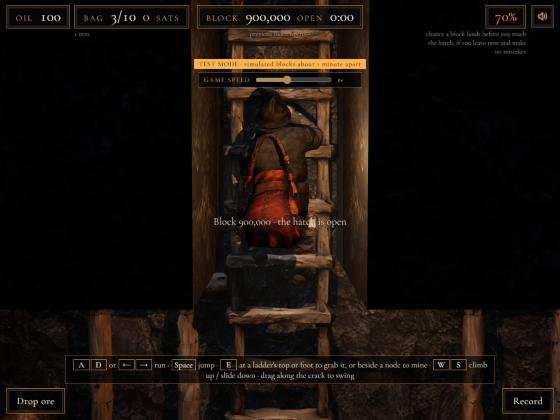 OIL 100
BAG 3/10 0 SATS
BLOCK 900,000 OPEN 0:00
70%
1 iron
chance a block lands before you reach
the hatch, if you leave now and make
no mistakes
TEST MODE · simulated blocks about 1 minute apart
GAME SPEED
Block 900,000 · the hatch is open
A D or ← → run · Space jump · E at a ladder's top or foot to grab it, or beside a node to mine · W S climb
up / slide down · drag along the crack to swing
Drop ore
Record